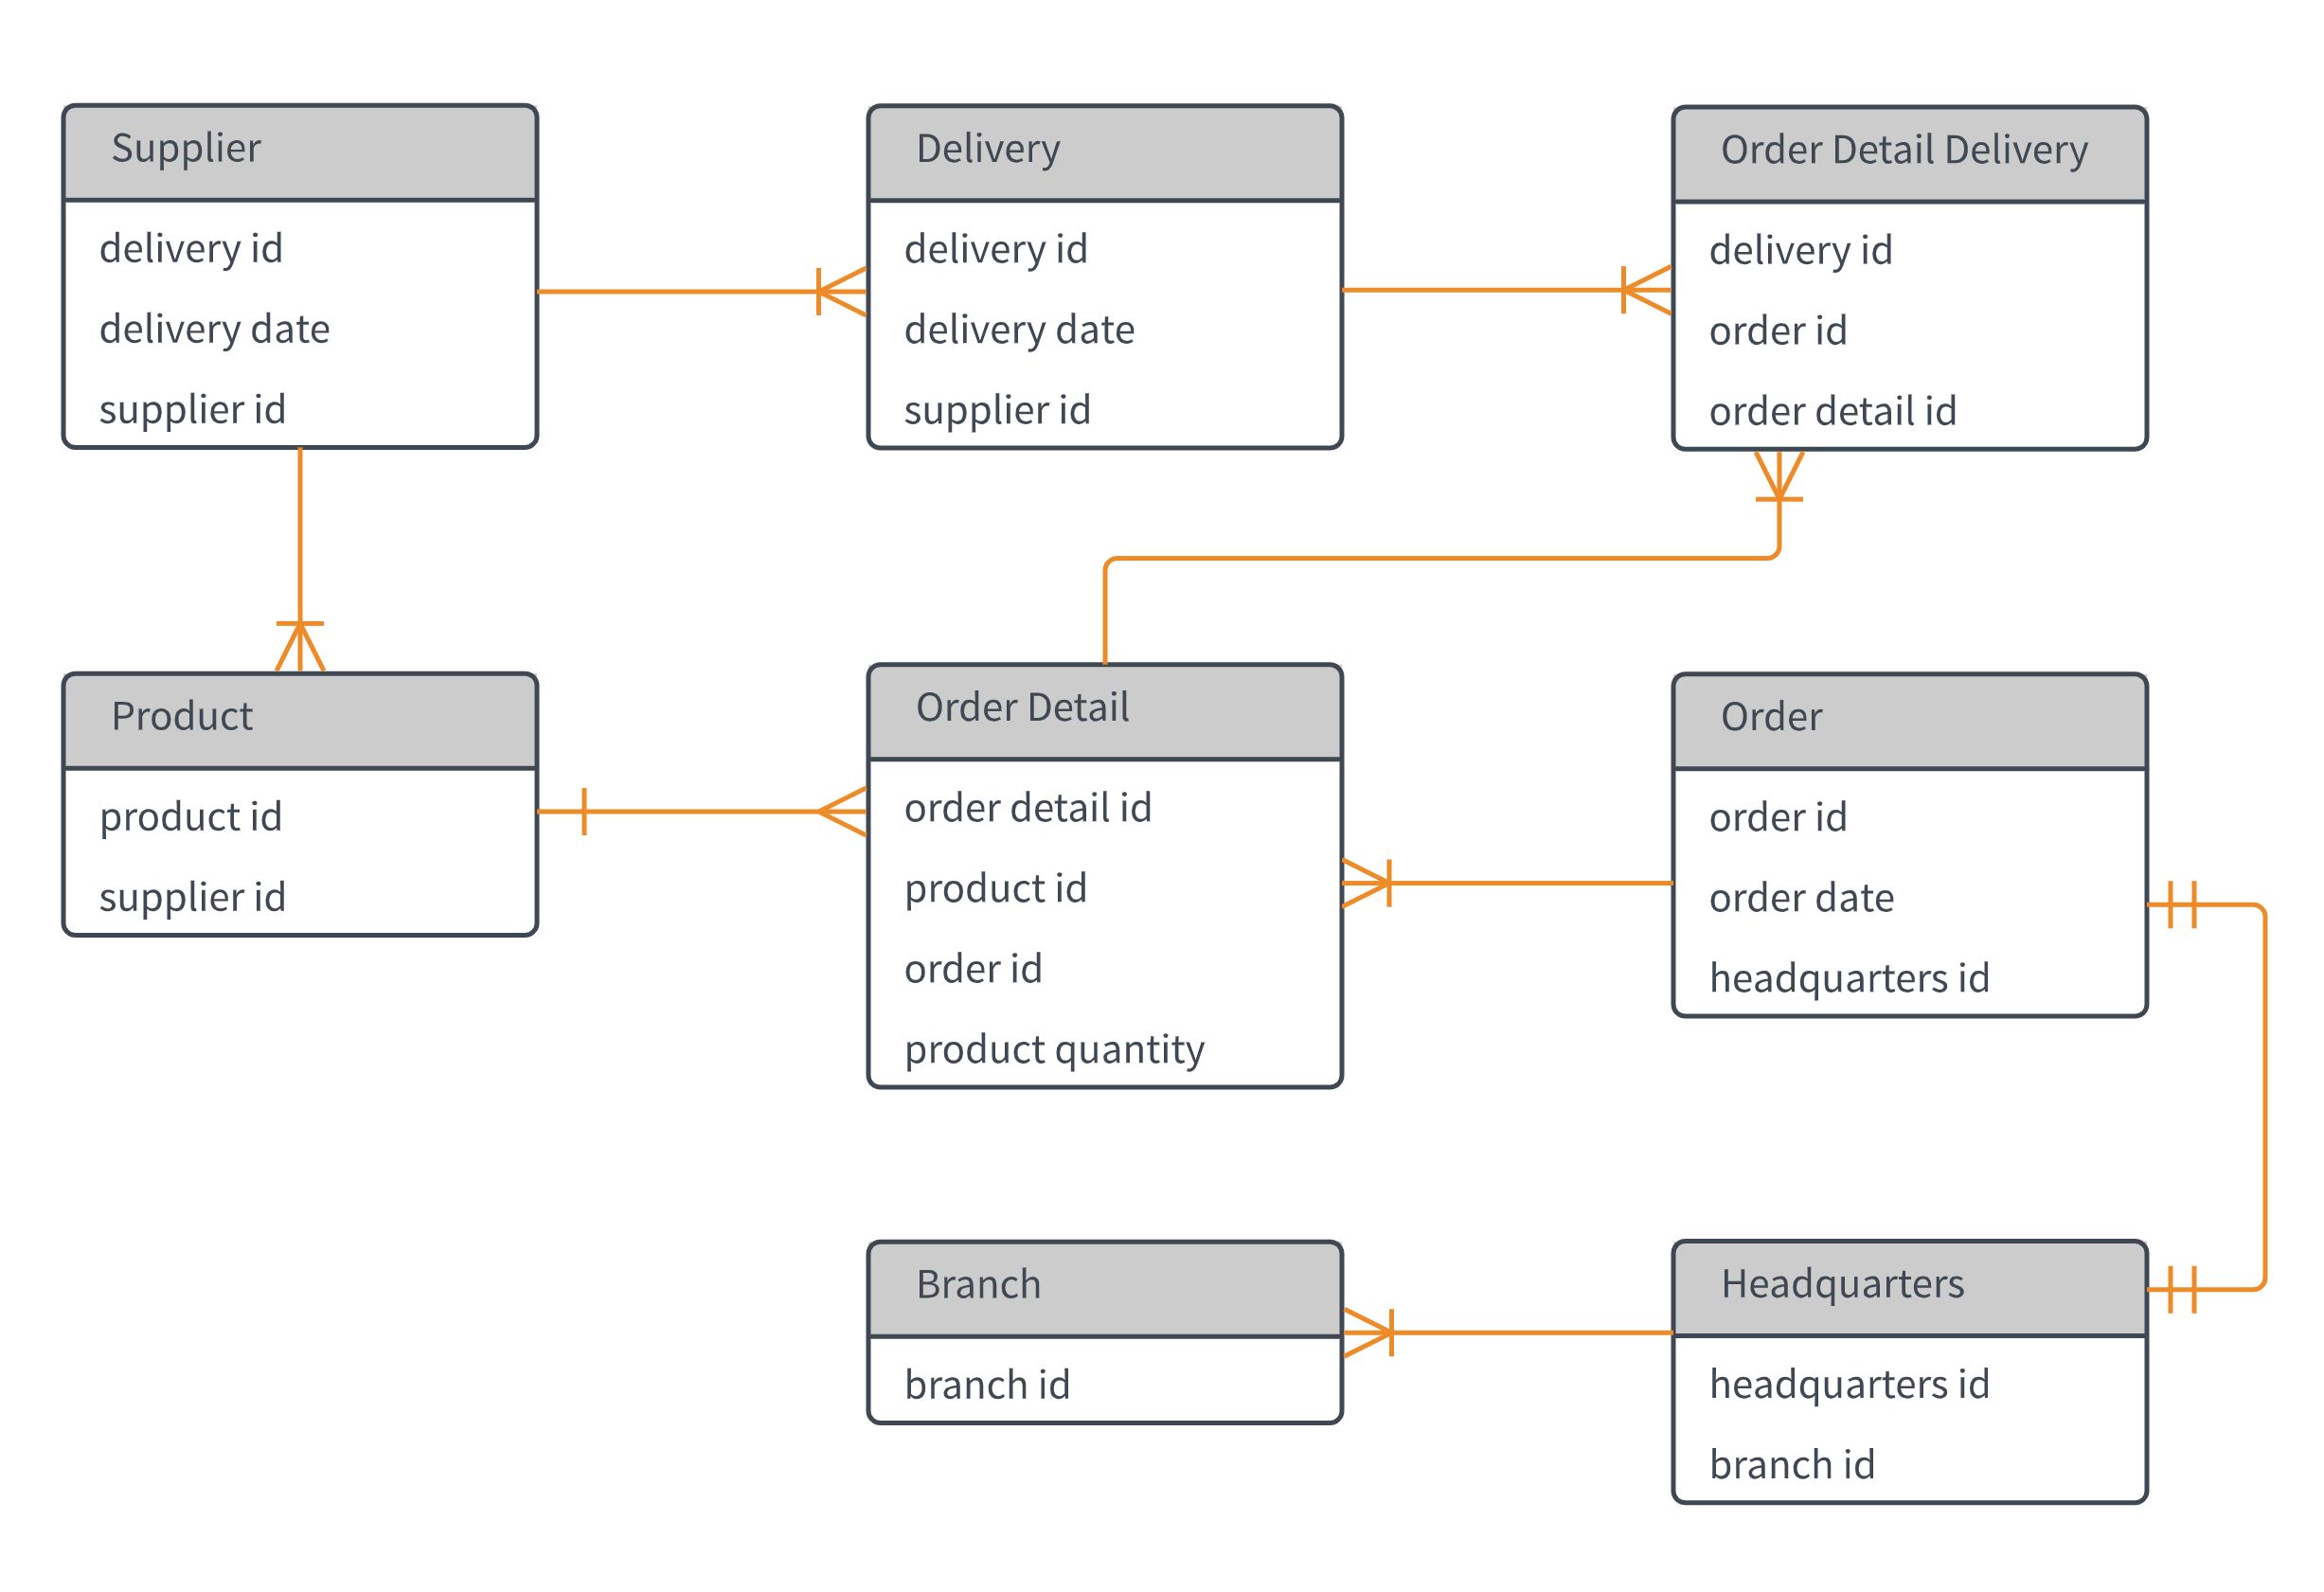 Supplier
delivery id
delivery date
supplier id
Delivery
delivery id
delivery date
supplier id
Order Detail Delivery
delivery id
order id
order detail id
Product
product id
supplier id
Order Detail
order detail id
product id
order id
product quantity
Order
order id
order date
headquarters id
Branch
branch id
Headquarters
headquarters id
branch id